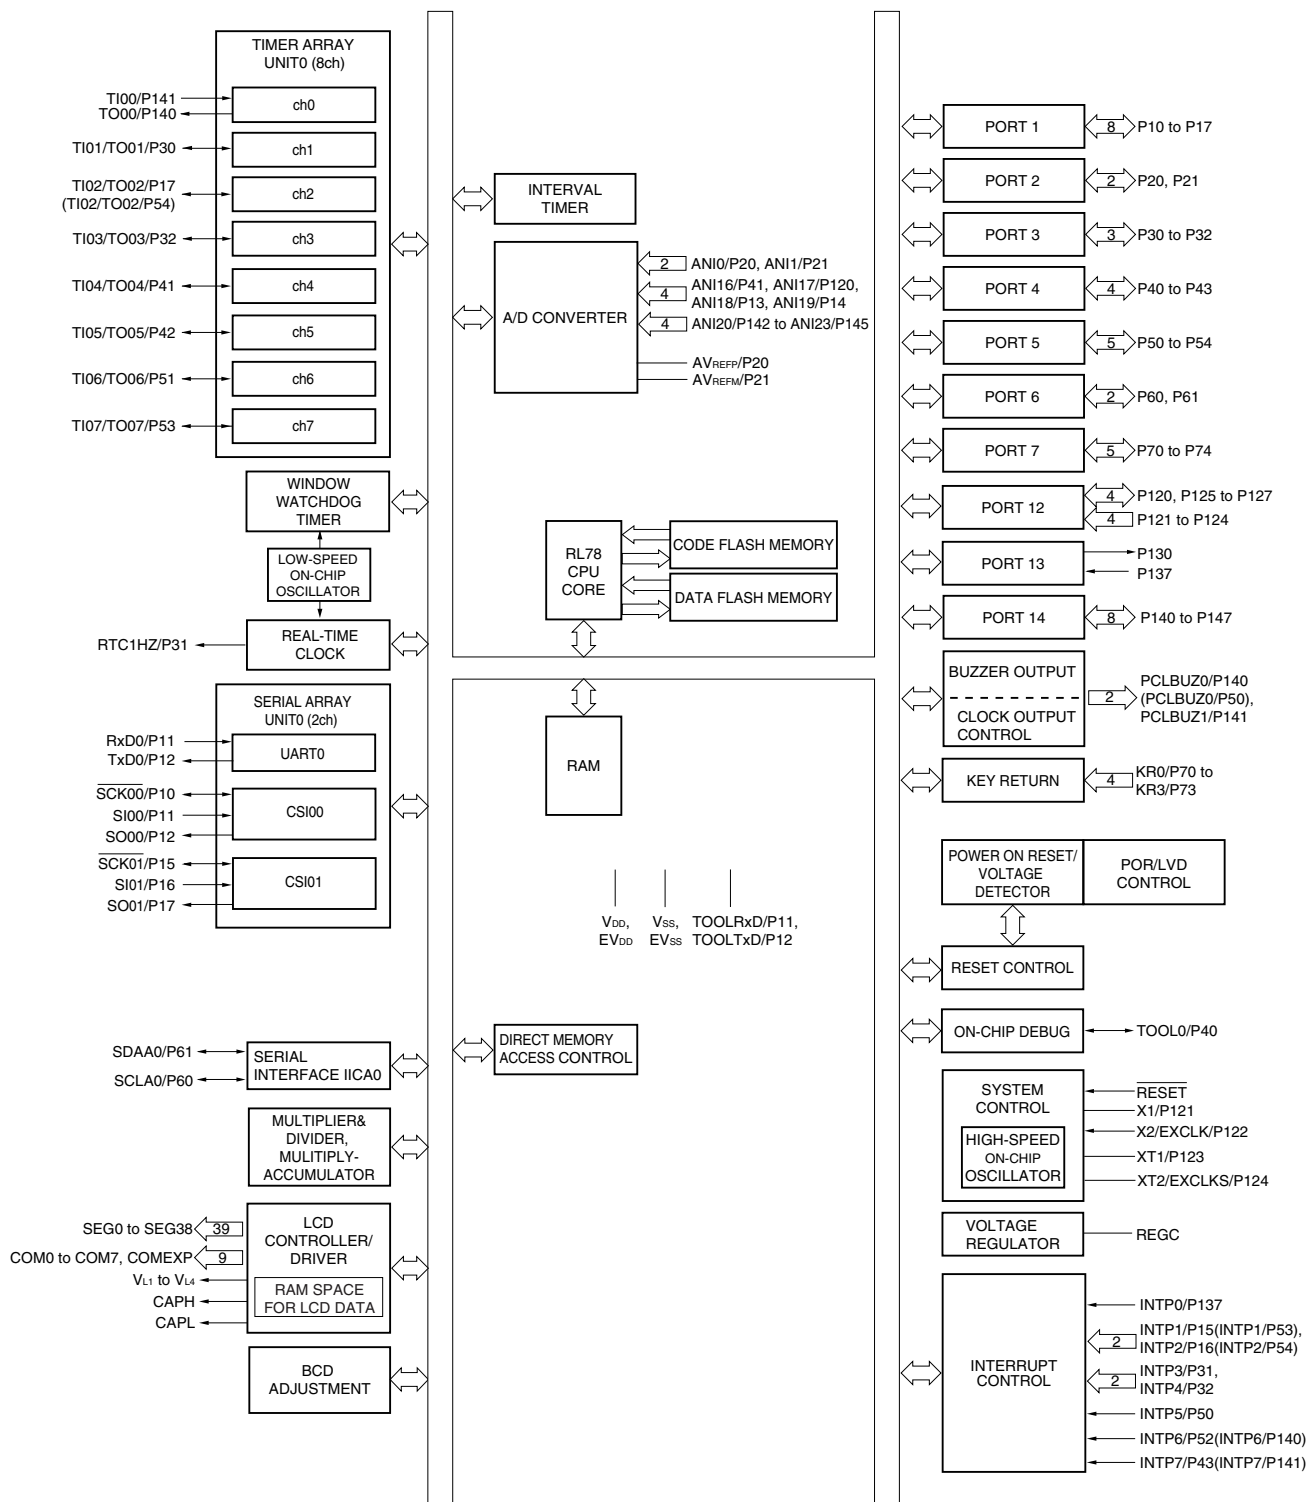 TIMER ARRAY
UNIT0 (8ch)
TI00/P141
TO00/P140
ch0
TI01/TO01/P30
ch1
TI02/TO02/P17
(TI02/TO02/P54)
ch2
TI03/TO03/P32
ch3
TI04/TO04/P41
ch4
TI05/TO05/P42
ch5
TI06/TO06/P51
ch6
TI07/TO07/P53
ch7
WINDOW
WATCHDOG
TIMER
LOW-SPEED
ON-CHIP
OSCILLATOR
RTC1HZ/P31
REAL-TIME
CLOCK
SERIAL ARRAY
UNIT0 (2ch)
RxD0/P11
TxD0/P12
UART0
SCK00/P10
SI00/P11
SO00/P12
CSI00
SCK01/P15
SI01/P16
SO01/P17
CSI01
SDAA0/P61
SCLA0/P60
SERIAL
INTERFACE IICA0
MULTIPLIER&
DIVIDER,
MULITIPLY-
ACCUMULATOR
SEG0 to SEG38
39
COM0 to COM7, COMEXP
9
VL1 to VL4
CAPH
CAPL
LCD
CONTROLLER/
DRIVER
RAM SPACE
FOR LCD DATA
BCD
ADJUSTMENT
INTERVAL
TIMER
A/D CONVERTER
2
ANI0/P20, ANI1/P21
4
ANI16/P41, ANI17/P120,
ANI18/P13, ANI19/P14
4
ANI20/P142 to ANI23/P145
AVREFP/P20
AVREFM/P21
RL78
CPU
CORE
CODE FLASH MEMORY
DATA FLASH MEMORY
RAM
VDD,
EVDD
VSS,
EVSS
TOOLRxD/P11,
TOOLTxD/P12
DIRECT MEMORY
ACCESS CONTROL
PORT 1
8
P10 to P17
PORT 2
2
P20, P21
PORT 3
3
P30 to P32
PORT 4
4
P40 to P43
PORT 5
5
P50 to P54
PORT 6
2
P60, P61
PORT 7
5
P70 to P74
PORT 12
4
P120, P125 to P127
4
P121 to P124
PORT 13
P130
P137
PORT 14
8
P140 to P147
BUZZER OUTPUT
CLOCK OUTPUT
CONTROL
2
PCLBUZ0/P140
(PCLBUZ0/P50),
PCLBUZ1/P141
KEY RETURN
4
KR0/P70 to
KR3/P73
POWER ON RESET/
VOLTAGE
DETECTOR
POR/LVD
CONTROL
RESET CONTROL
ON-CHIP DEBUG
TOOL0/P40
SYSTEM
CONTROL
HIGH-SPEED
ON-CHIP
OSCILLATOR
RESET
X1/P121
X2/EXCLK/P122
XT1/P123
XT2/EXCLKS/P124
VOLTAGE
REGULATOR
REGC
INTERRUPT
CONTROL
INTP0/P137
2
INTP1/P15(INTP1/P53),
INTP2/P16(INTP2/P54)
2
INTP3/P31,
INTP4/P32
INTP5/P50
INTP6/P52(INTP6/P140)
INTP7/P43(INTP7/P141)